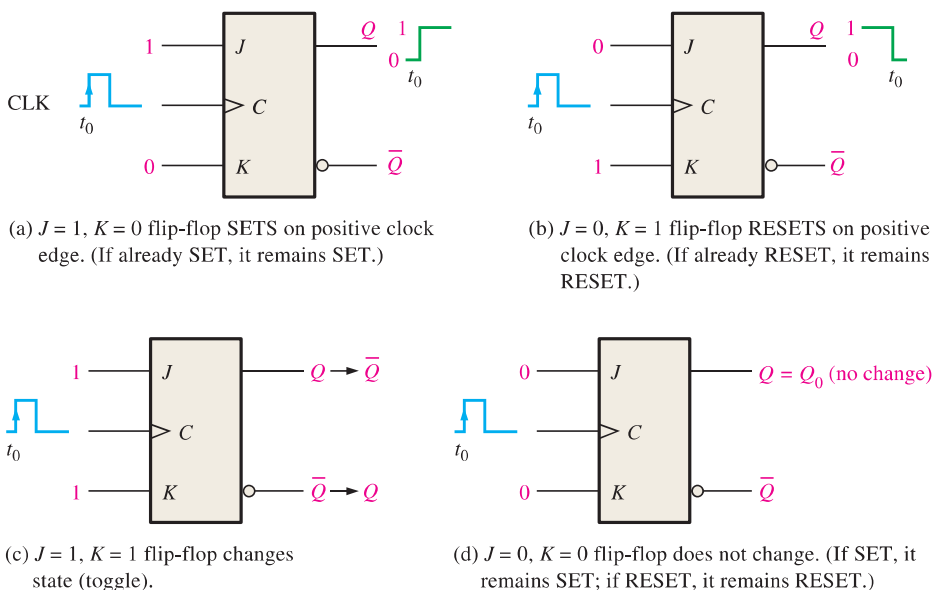 1 J Q 1
0
t₀
CLK C
t₀
0 K Q̅
0 J Q 1
0
t₀
C
t₀
1 K Q̅
(a) J = 1, K = 0 flip-flop SETS on positive clock
edge. (If already SET, it remains SET.)
(b) J = 0, K = 1 flip-flop RESETS on positive
clock edge. (If already RESET, it remains
RESET.)
1 J Q → Q̅
C
t₀
1 K Q̅ → Q
0 J Q = Q₀ (no change)
C
t₀
0 K Q̅
(c) J = 1, K = 1 flip-flop changes
state (toggle).
(d) J = 0, K = 0 flip-flop does not change. (If SET, it
remains SET; if RESET, it remains RESET.)